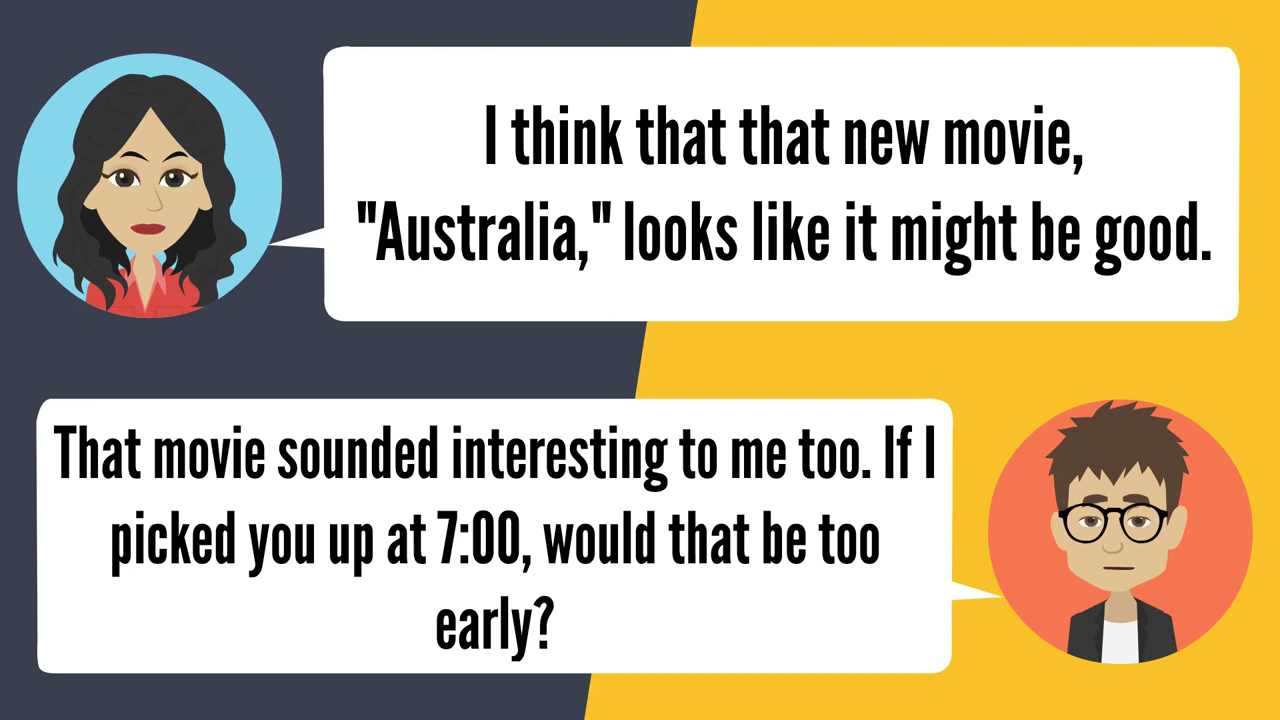 I think that that new movie,
"Australia," looks like it might be good.
That movie sounded interesting to me too. If I
picked you up at 7:00, would that be too
early?